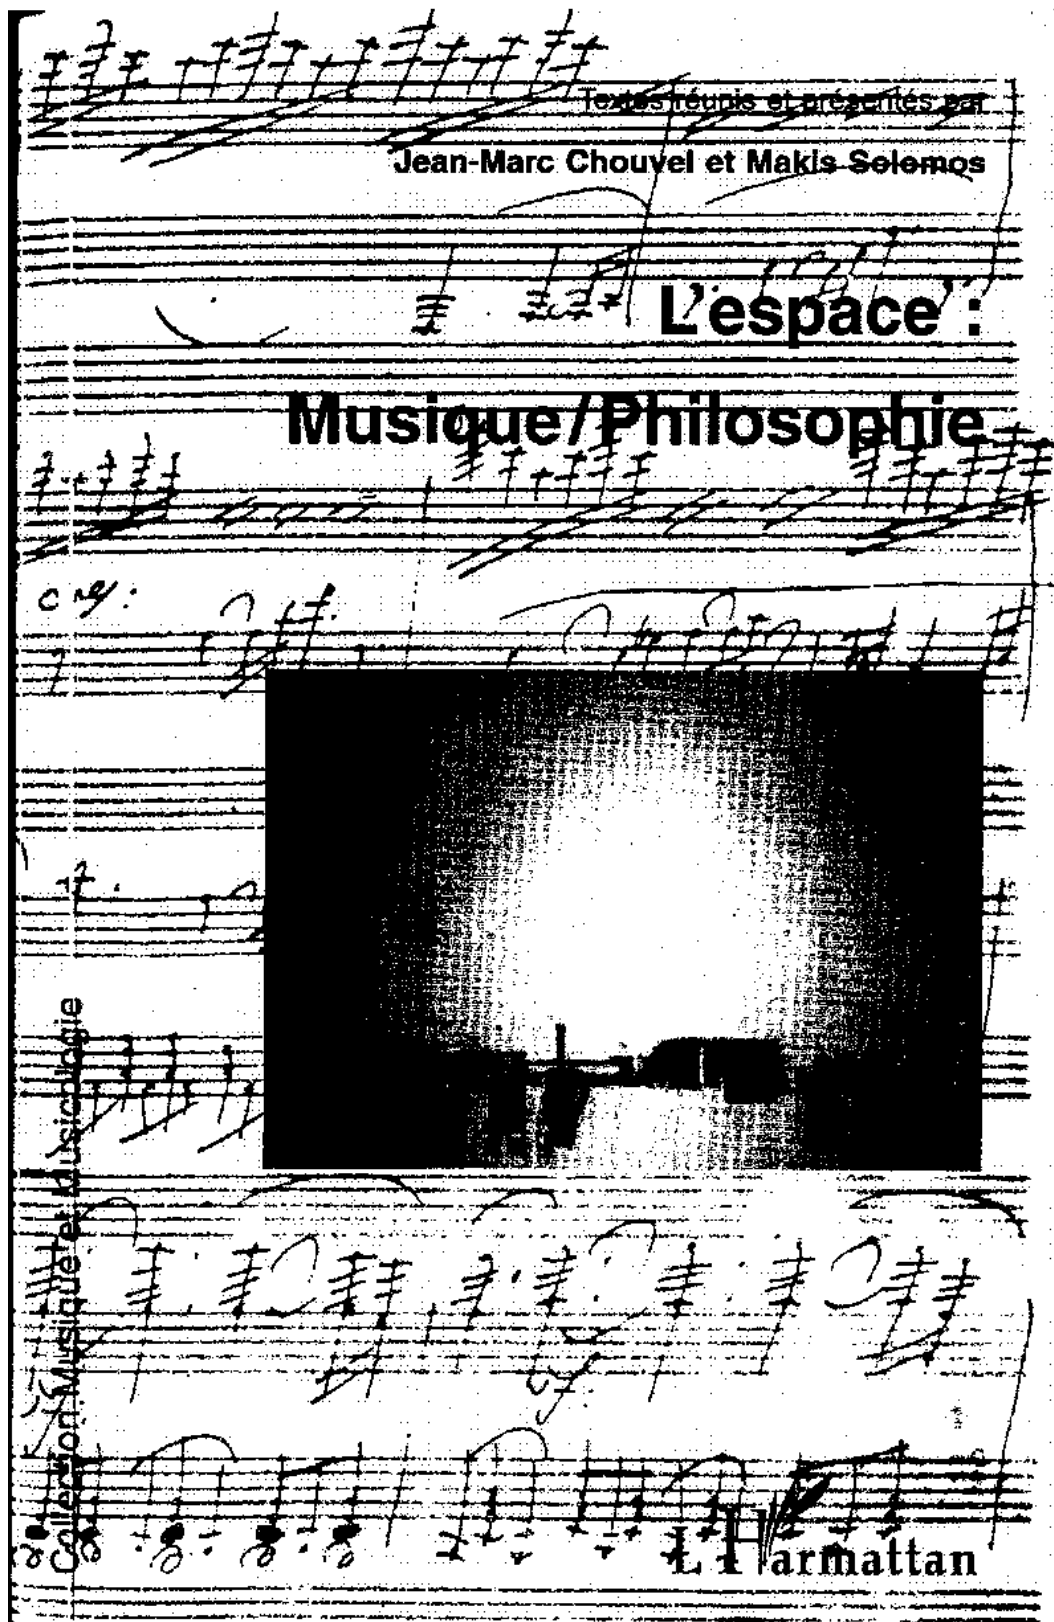 Textes réunis et présentés par
Jean-Marc Chouvel et Makis Solomos
L'espace :
Musique/Philosophie
cres:
Collection Musique et Musicologie
L'Harmattan